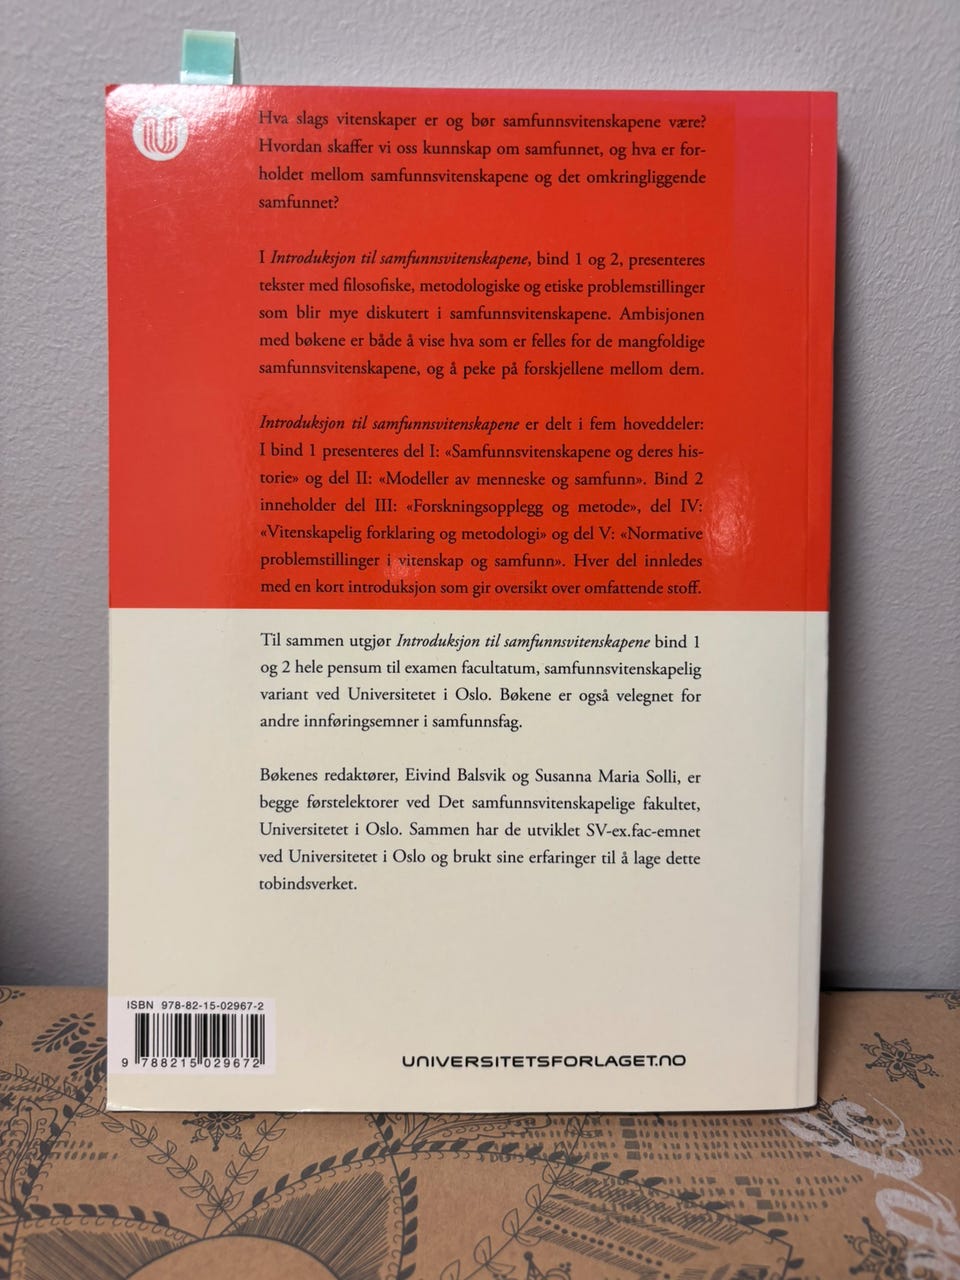 Hva slags vitenskaper er og bør samfunnsvitenskapene være?
Hvordan skaffer vi oss kunnskap om samfunnet, og hva er for-
holdet mellom samfunnsvitenskapene og det omkringliggende
samfunnet?
I Introduksjon til samfunnsvitenskapene, bind 1 og 2, presenteres
tekster med filosofiske, metodologiske og etiske problemstillinger
som blir mye diskutert i samfunnsvitenskapene. Ambisjonen
med bøkene er både å vise hva som er felles for de mangfoldige
samfunnsvitenskapene, og å peke på forskjellene mellom dem.
Introduksjon til samfunnsvitenskapene er delt i fem hoveddeler:
I bind 1 presenteres del I: «Samfunnsvitenskapene og deres his-
torie» og del II: «Modeller av menneske og samfunn». Bind 2
inneholder del III: «Forskningsopplegg og metode», del IV:
«Vitenskapelig forklaring og metodologi» og del V: «Normative
problemstillinger i vitenskap og samfunn». Hver del innledes
med en kort introduksjon som gir oversikt over omfattende stoff.
Til sammen utgjør Introduksjon til samfunnsvitenskapene bind 1
og 2 hele pensum til examen facultatum, samfunnsvitenskapelig
variant ved Universitetet i Oslo. Bøkene er også velegnet for
andre innføringsemner i samfunnsfag.
Bøkenes redaktører, Eivind Balsvik og Susanna Maria Solli, er
begge førstelektorer ved Det samfunnsvitenskapelige fakultet,
Universitetet i Oslo. Sammen har de utviklet SV-ex.fac-emnet
ved Universitetet i Oslo og brukt sine erfaringer til å lage dette
tobindsverket.
ISBN 978-82-15-02967-2
9 788215 029672
UNIVERSITETSFORLAGET.NO